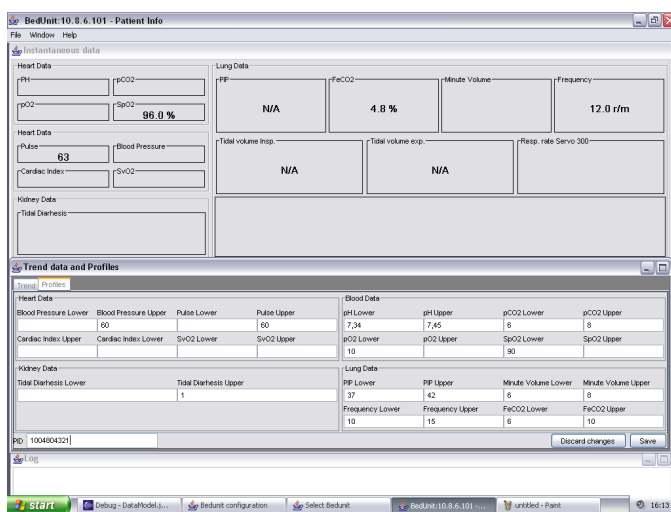 BedUnit:10.8.6.101 - Patient Info
File Window Help
Instantaneous data
Heart Data
PH pCO2
pO2 SpO2
96.0 %
Heart Data
Pulse Blood Pressure
63
Cardiac Index SvO2
Kidney Data
Tidal Diarhesis
Lung Data
PIP FeCO2 Minute Volume Frequency
N/A 4.8 % 12.0 r/m
Tidal volume Insp. Tidal volume exp. Resp. rate Servo 300
N/A N/A
Trend data and Profiles
Trend Profiles
Heart Data
Blood Pressure Lower Blood Pressure Upper Pulse Lower Pulse Upper
60 60
Cardiac Index Upper Cardiac Index Lower SvO2 Lower SvO2 Upper
Kidney Data
Tidal Diarhesis Lower Tidal Diarhesis Upper
1
Blood Data
pH Lower pH Upper pCO2 Lower pCO2 Upper
7,34 7,45 6 8
pO2 Lower pO2 Upper SpO2 Lower SpO2 Upper
10 90
Lung Data
PIP Lower PIP Upper Minute Volume Lower Minute Volume Upper
37 42 6 8
Frequency Lower Frequency Upper FeCO2 Lower FeCO2 Upper
10 15 6 10
PID 1004804321
Discard changes Save
Log
start Debug - DataModel.j... Bedunit configuration Select Bedunit BedUnit:10.8.6.101 -... untitled - Paint 16:13